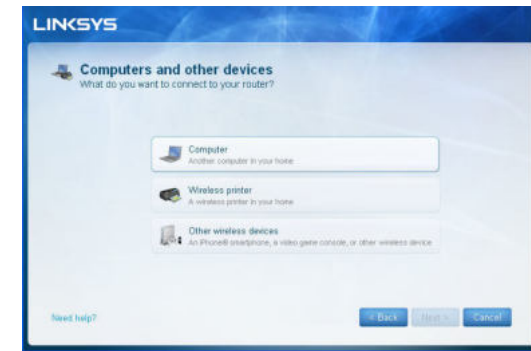 LINKSYS
Computers and other devices
What do you want to connect to your router?
Computer
Another computer in your home
Wireless printer
A wireless printer in your home
Other wireless devices
An iPhone® smartphone, a video game console, or other wireless device
Need help?
< Back
Next >
Cancel